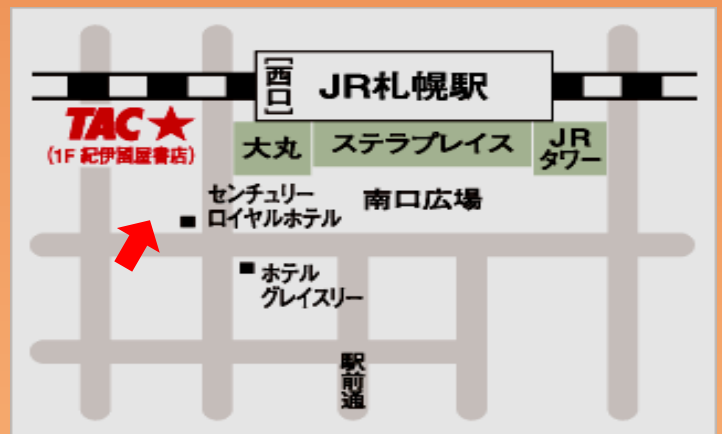 [西口]
JR札幌駅
TAC★
(1F 紀伊國屋書店)
大丸
ステラプレイス
JR
タワー
センチュリー
ロイヤルホテル
南口広場
ホテル
グレイスリー
駅前通